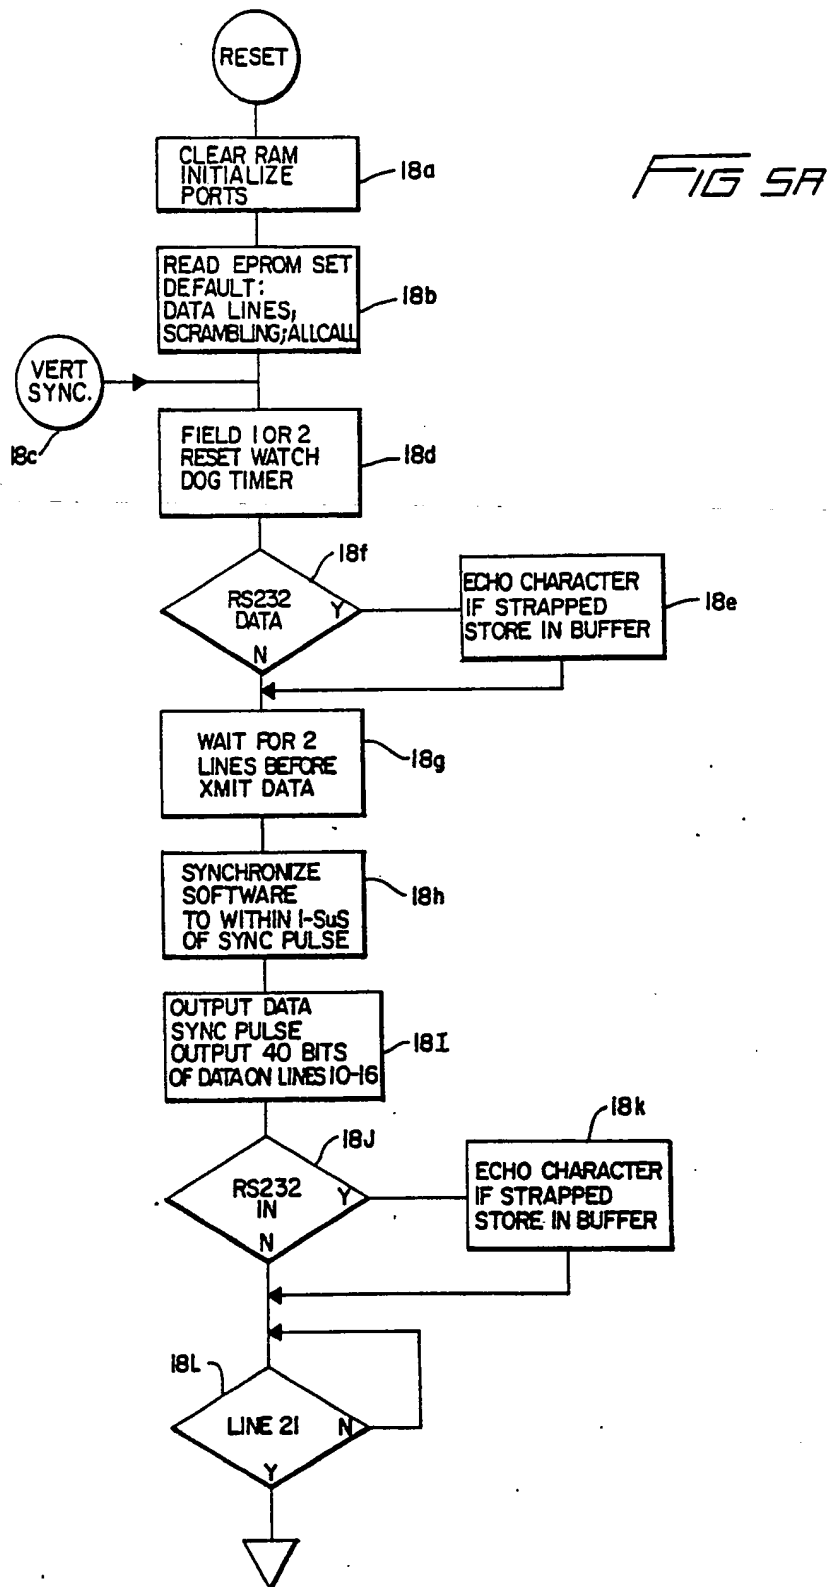 RESET
CLEAR RAM
INITIALIZE
PORTS
18a
FIG 5A
READ EPROM SET
DEFAULT:
DATA LINES,
SCRAMBLING;ALLCALL
18b
VERT
SYNC.
18c
FIELD 1 OR 2
RESET WATCH
DOG TIMER
18d
RS232
DATA
Y
N
18f
ECHO CHARACTER
IF STRAPPED
STORE IN BUFFER
18e
WAIT FOR 2
LINES BEFORE
XMIT DATA
18g
SYNCHRONIZE
SOFTWARE
TO WITHIN 1-SuS
OF SYNC PULSE
18h
OUTPUT DATA
SYNC PULSE
OUTPUT 40 BITS
OF DATA ON LINES 10-16
18I
RS232
IN
Y
N
18J
ECHO CHARACTER
IF STRAPPED
STORE IN BUFFER
18k
LINE 21
N
Y
18L